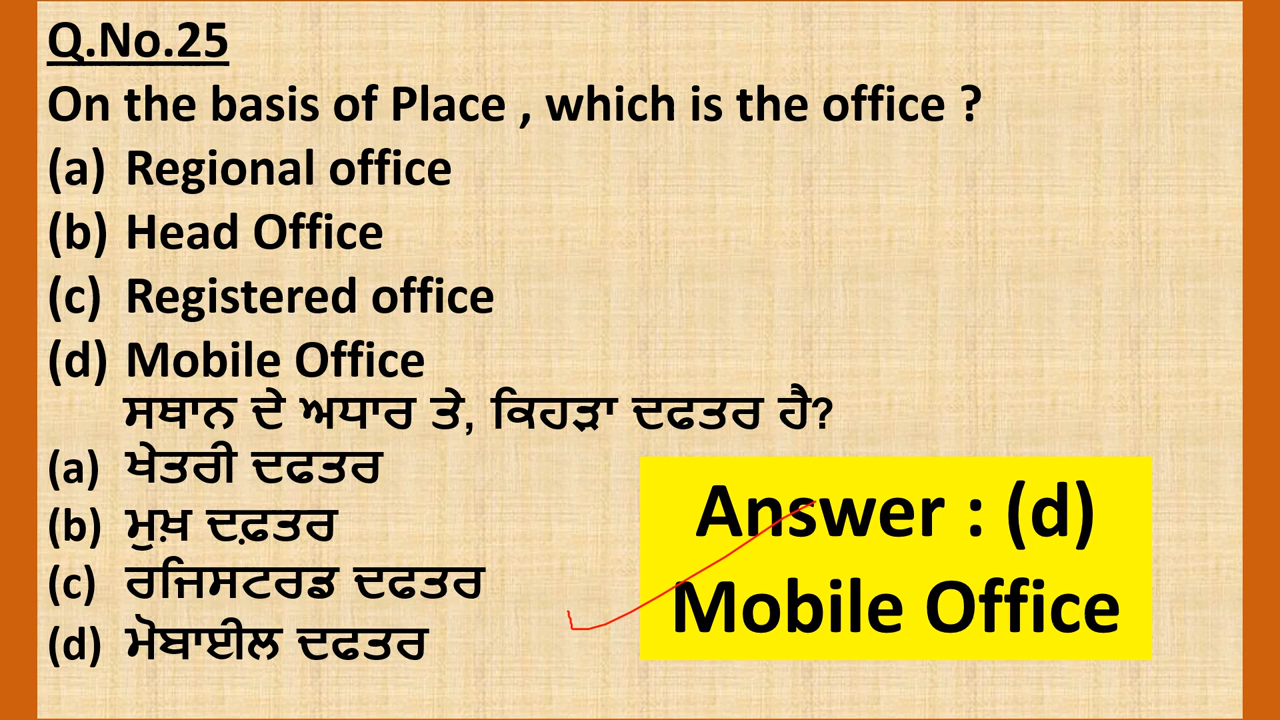 Q.No.25
On the basis of Place , which is the office ?
(a) Regional office
(b) Head Office
(c) Registered office
(d) Mobile Office
ਸਥਾਨ ਦੇ ਅਧਾਰ ਤੇ, ਕਿਹੜਾ ਦਫਤਰ ਹੈ?
(a) ਖੇਤਰੀ ਦਫਤਰ
(b) ਮੁਖ਼ ਦਫ਼ਤਰ
(c) ਰਜਿਸਟਰਡ ਦਫਤਰ
(d) ਮੋਬਾਈਲ ਦਫਤਰ
Answer : (d)
Mobile Office